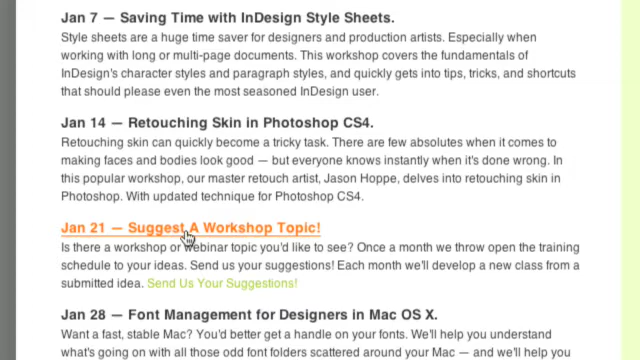 Jan 7 — Saving Time with InDesign Style Sheets.
Style sheets are a huge time saver for designers and production artists. Especially when
working with long or multi-page documents. This workshop covers the fundamentals of
InDesign's character styles and paragraph styles, and quickly gets into tips, tricks, and shortcuts
that should please even the most seasoned InDesign user.
Jan 14 — Retouching Skin in Photoshop CS4.
Retouching skin can quickly become a tricky task. There are few absolutes when it comes to
making faces and bodies look good — but everyone knows instantly when it's done wrong. In
this popular workshop, our master retouch artist, Jason Hoppe, delves into retouching skin in
Photoshop. With updated technique for Photoshop CS4.
Jan 21 — Suggest A Workshop Topic!
Is there a workshop or webinar topic you'd like to see? Once a month we throw open the training
schedule to your ideas. Send us your suggestions! Each month we'll develop a new class from a
submitted idea. Send Us Your Suggestions!
Jan 28 — Font Management for Designers in Mac OS X.
Want a fast, stable Mac? You'd better get a handle on your fonts. We'll help you understand
what's going on with all those odd font folders scattered around your Mac — and we'll help you